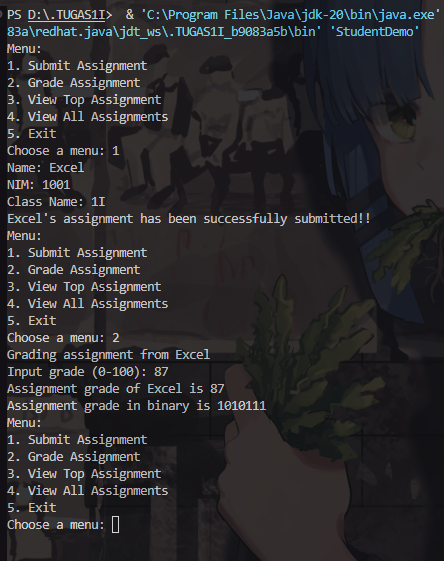 PS D:\.TUGAS1I>  & 'C:\Program Files\Java\jdk-20\bin\java.exe'
83a\redhat.java\jdt_ws\.TUGAS1I_b9083a5b\bin' 'StudentDemo'
Menu:
1. Submit Assignment
2. Grade Assignment
3. View Top Assignment
4. View All Assignments
5. Exit
Choose a menu: 1
Name: Excel
NIM: 1001
Class Name: 1I
Excel's assignment has been successfully submitted!!
Menu:
1. Submit Assignment
2. Grade Assignment
3. View Top Assignment
4. View All Assignments
5. Exit
Choose a menu: 2
Grading assignment from Excel
Input grade (0-100): 87
Assignment grade of Excel is 87
Assignment grade in binary is 1010111
Menu:
1. Submit Assignment
2. Grade Assignment
3. View Top Assignment
4. View All Assignments
5. Exit
Choose a menu: